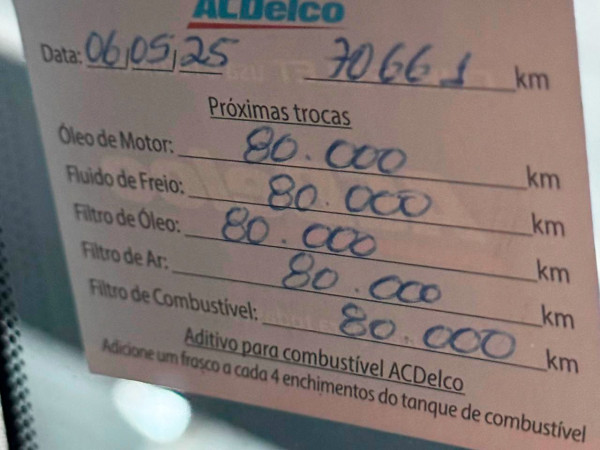 ACDelco
Data: 06/05/25 70661 km
Próximas trocas
Óleo de Motor: 80.000 km
Fluido de Freio: 80.000 km
Filtro de Óleo: 80.000 km
Filtro de Ar: 80.000 km
Filtro de Combustível: 80.000 km
Aditivo para combustível ACDelco
Adicione um frasco a cada 4 enchimentos do tanque de combustível